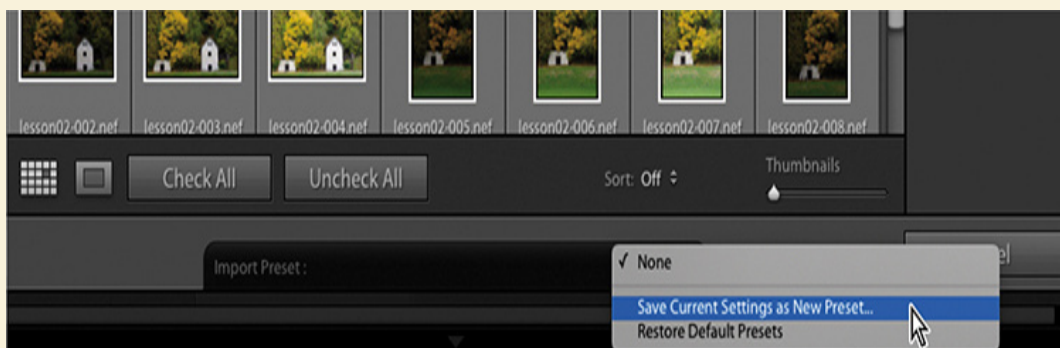 lesson02-002.nef lesson02-003.nef lesson02-004.nef lesson02-005.nef lesson02-006.nef lesson02-007.nef lesson02-008.nef
Check All Uncheck All Sort: Off Thumbnails
Import Preset :
✓ None
Save Current Settings as New Preset...
Restore Default Presets